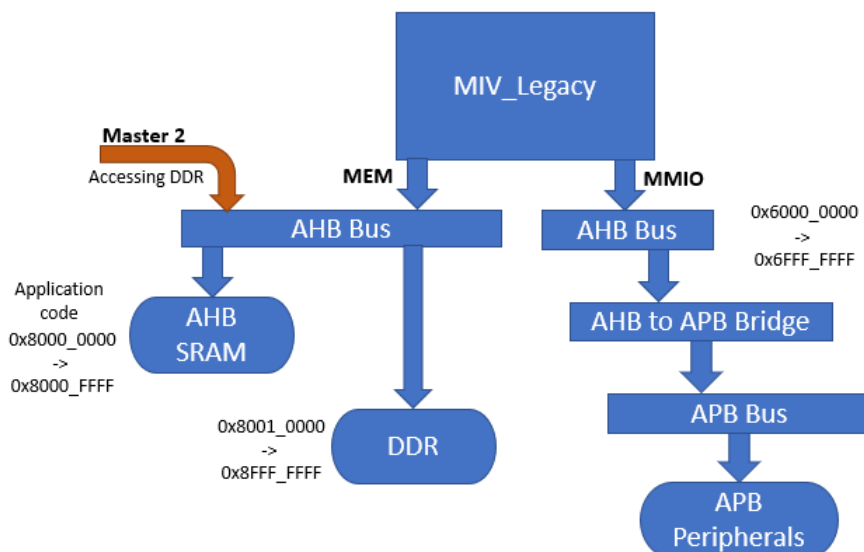 MIV_Legacy
Master 2
Accessing DDR
MEM
MMIO
AHB Bus
AHB Bus
0x6000_0000
->
0x6FFF_FFFF
Application
code
0x8000_0000
->
0x8000_FFFF
AHB
SRAM
AHB to APB Bridge
0x8001_0000
->
0x8FFF_FFFF
DDR
APB Bus
APB
Peripherals